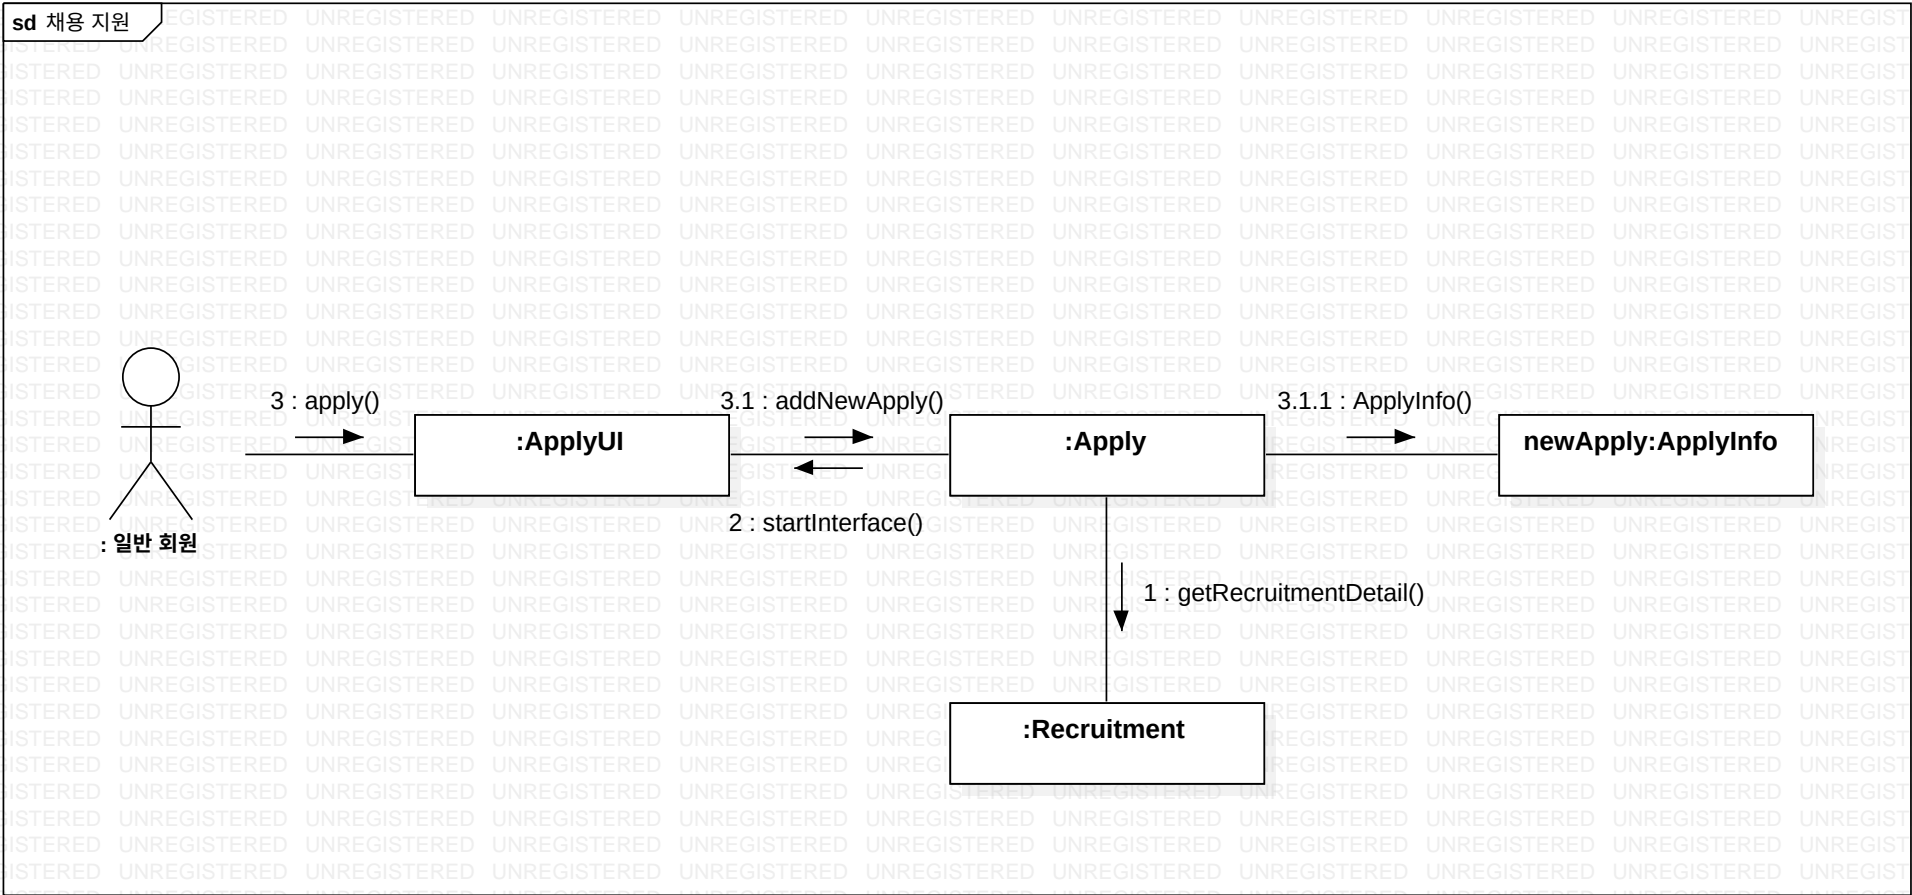 sd 채용 지원
3 : apply()
3.1 : addNewApply()
3.1.1 : ApplyInfo()
:ApplyUI
:Apply
newApply:ApplyInfo
2 : startInterface()
: 일반 회원
1 : getRecruitmentDetail()
:Recruitment
UNREGISTERED